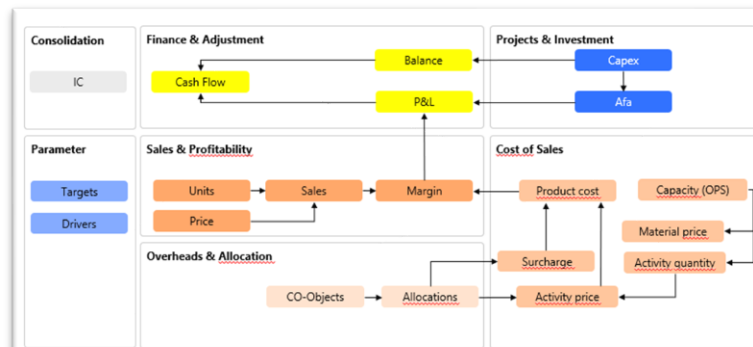 Consolidation
IC
Finance & Adjustment
Balance
Cash Flow
P&L
Projects & Investment
Capex
Afa
Parameter
Targets
Drivers
Sales & Profitability
Units
Sales
Margin
Price
Cost of Sales
Product cost
Capacity (OPS)
Material price
Surcharge
Activity quantity
Activity price
Overheads & Allocation
CO-Objects
Allocations